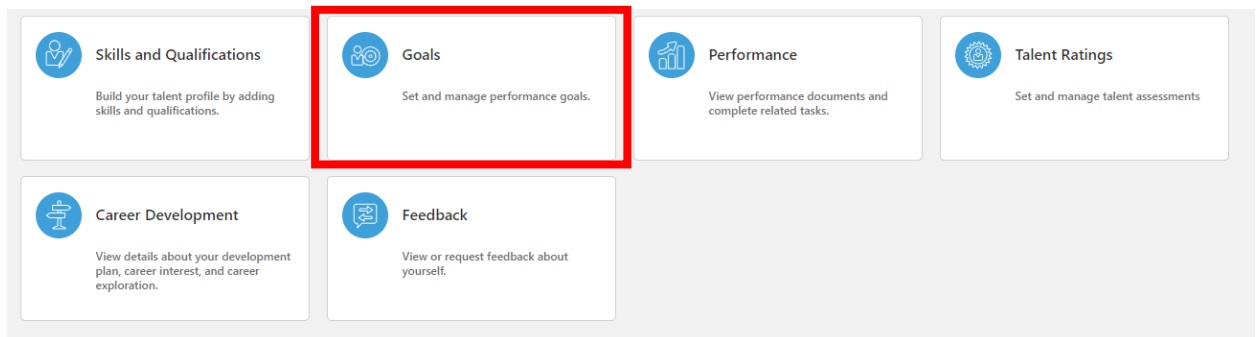 Skills and Qualifications
Build your talent profile by adding
skills and qualifications.
Goals
Set and manage performance goals.
Performance
View performance documents and
complete related tasks.
Talent Ratings
Set and manage talent assessments
Career Development
View details about your development
plan, career interest, and career
exploration.
Feedback
View or request feedback about
yourself.